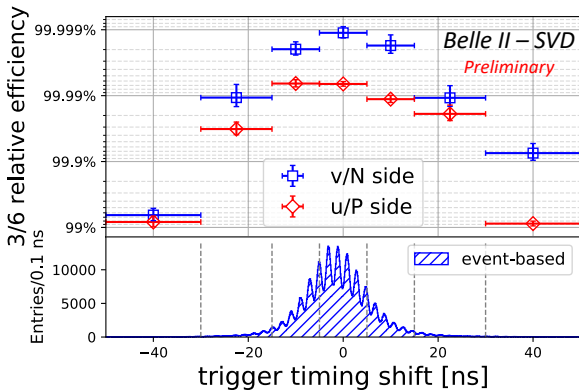 99.999%
99.99%
99.9%
99%
3/6 relative efficiency
Belle II – SVD
Preliminary
v/N side
u/P side
10000
5000
0
Entries/0.1 ns
event-based
−40 −20 0 20 40
trigger timing shift [ns]